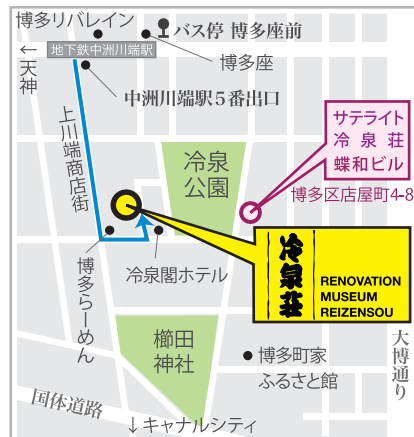 博多リバレイン
バス停 博多座前
地下鉄中洲川端駅
博多座
←天神
中洲川端駅5番出口
上川端商店街
サテライト
冷泉荘
蝶和ビル
冷泉
公園
博多区店屋町4-8
冷泉荘
RENOVATION
MUSEUM
REIZENSOU
冷泉閣ホテル
博多らーめん
櫛田
神社
博多町家
ふるさと館
大博通り
国体道路
↓キャナルシティ